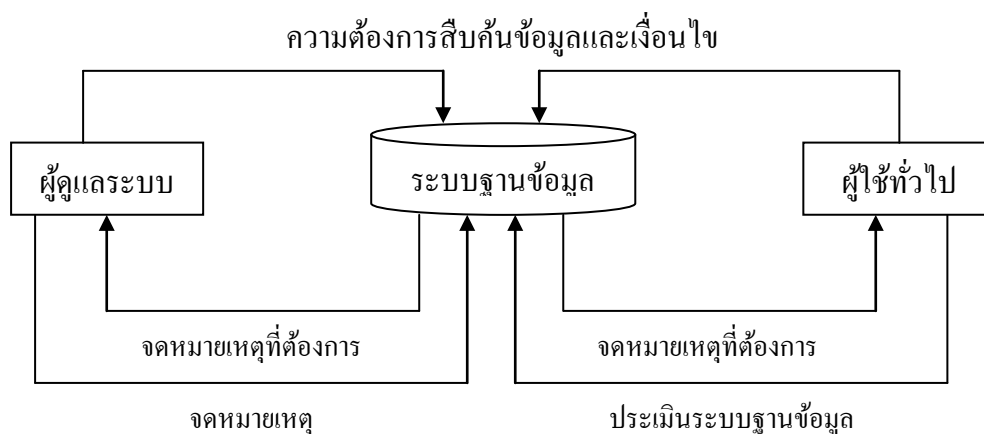 ความต้องการสืบค้นข้อมูลและเงื่อนไข
ผู้ดูแลระบบ
ระบบฐานข้อมูล
ผู้ใช้ทั่วไป
จดหมายเหตุที่ต้องการ
จดหมายเหตุที่ต้องการ
จดหมายเหตุ
ประเมินระบบฐานข้อมูล